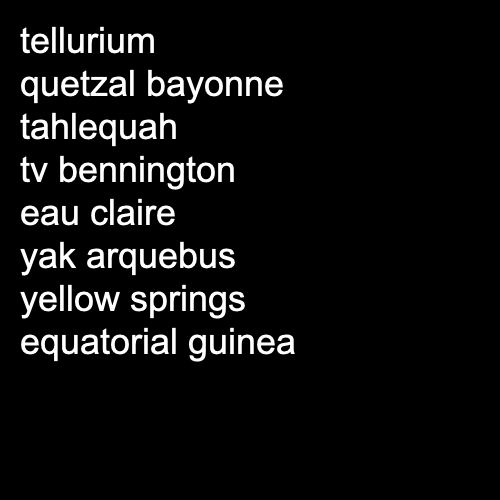 tellurium
quetzal bayonne
tahlequah
tv bennington
eau claire
yak arquebus
yellow springs
equatorial guinea